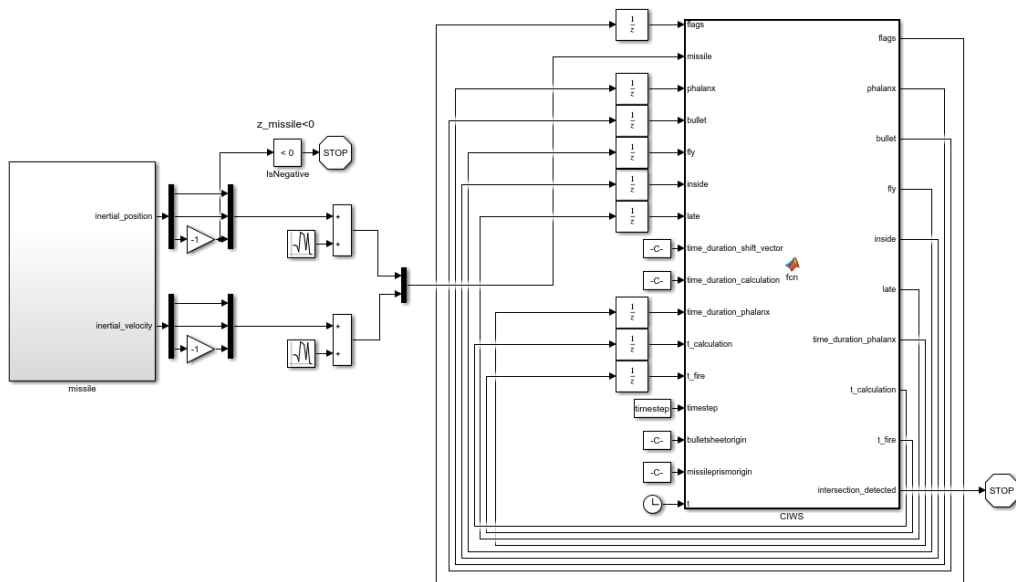 z_missile<0
< 0
STOP
IsNegative
inertial_position
-1
+
+
inertial_velocity
-1
+
+
missile
1
z
flags
missile
1
z
phalanx
1
z
bullet
1
z
fly
1
z
inside
1
z
late
-C-
time_duration_shift_vector
-C-
time_duration_calculation
1
z
time_duration_phalanx
1
z
t_calculation
1
z
t_fire
timestep
timestep
-C-
bulletsheetorigin
-C-
missileprismorigin
t
fcn
flags
phalanx
bullet
fly
inside
late
time_duration_phalanx
t_calculation
t_fire
intersection_detected
CIWS
STOP